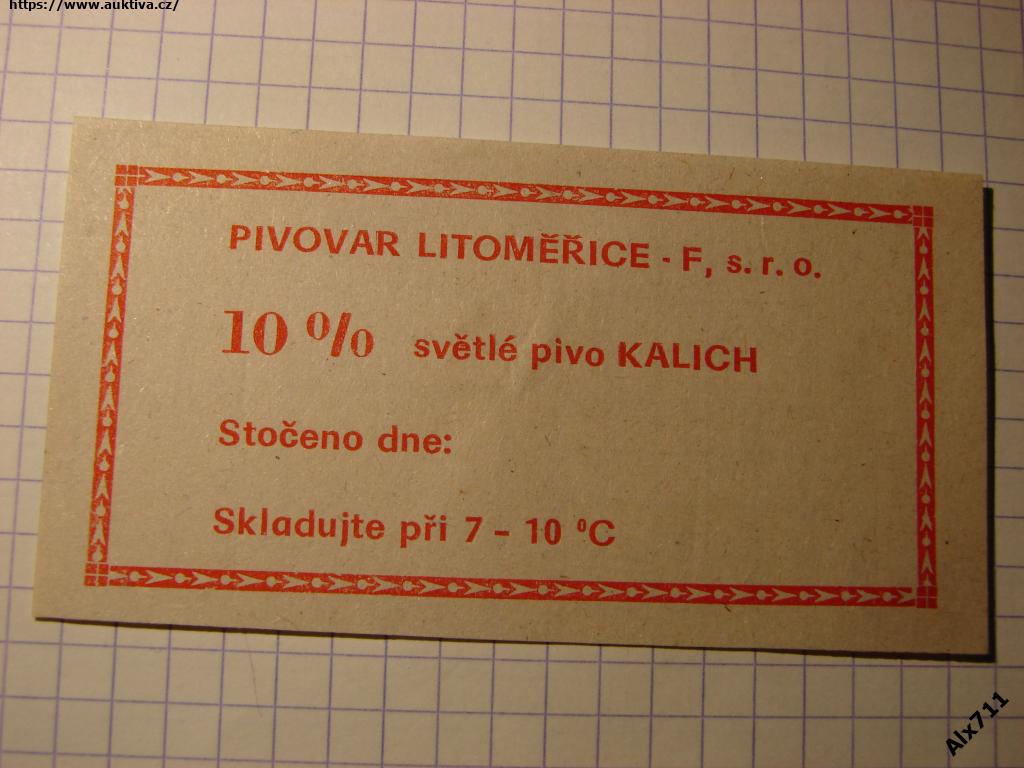 https://www.auktiva.cz/
PIVOVAR LITOMĚŘICE - F, s. r. o.
10 % světlé pivo KALICH
Stočeno dne:
Skladujte při 7 – 10 °C
Alx711